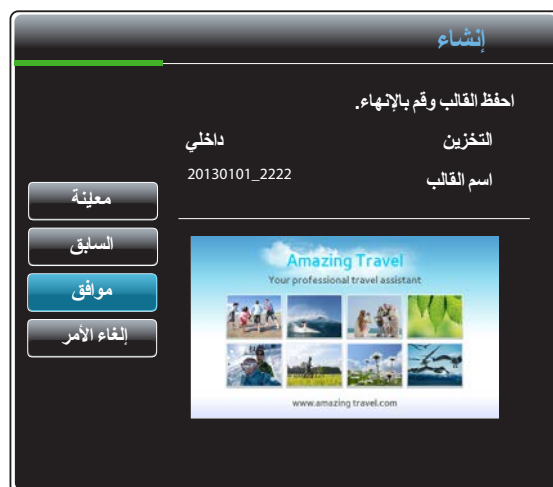 إنشاء
احفظ القالب وقم بالإنهاء.
التخزين داخلي
اسم القالب 20130101_2222
معاينة
السابق
موافق
إلغاء الأمر
Amazing Travel
Your professional travel assistant
www.amazing travel.com